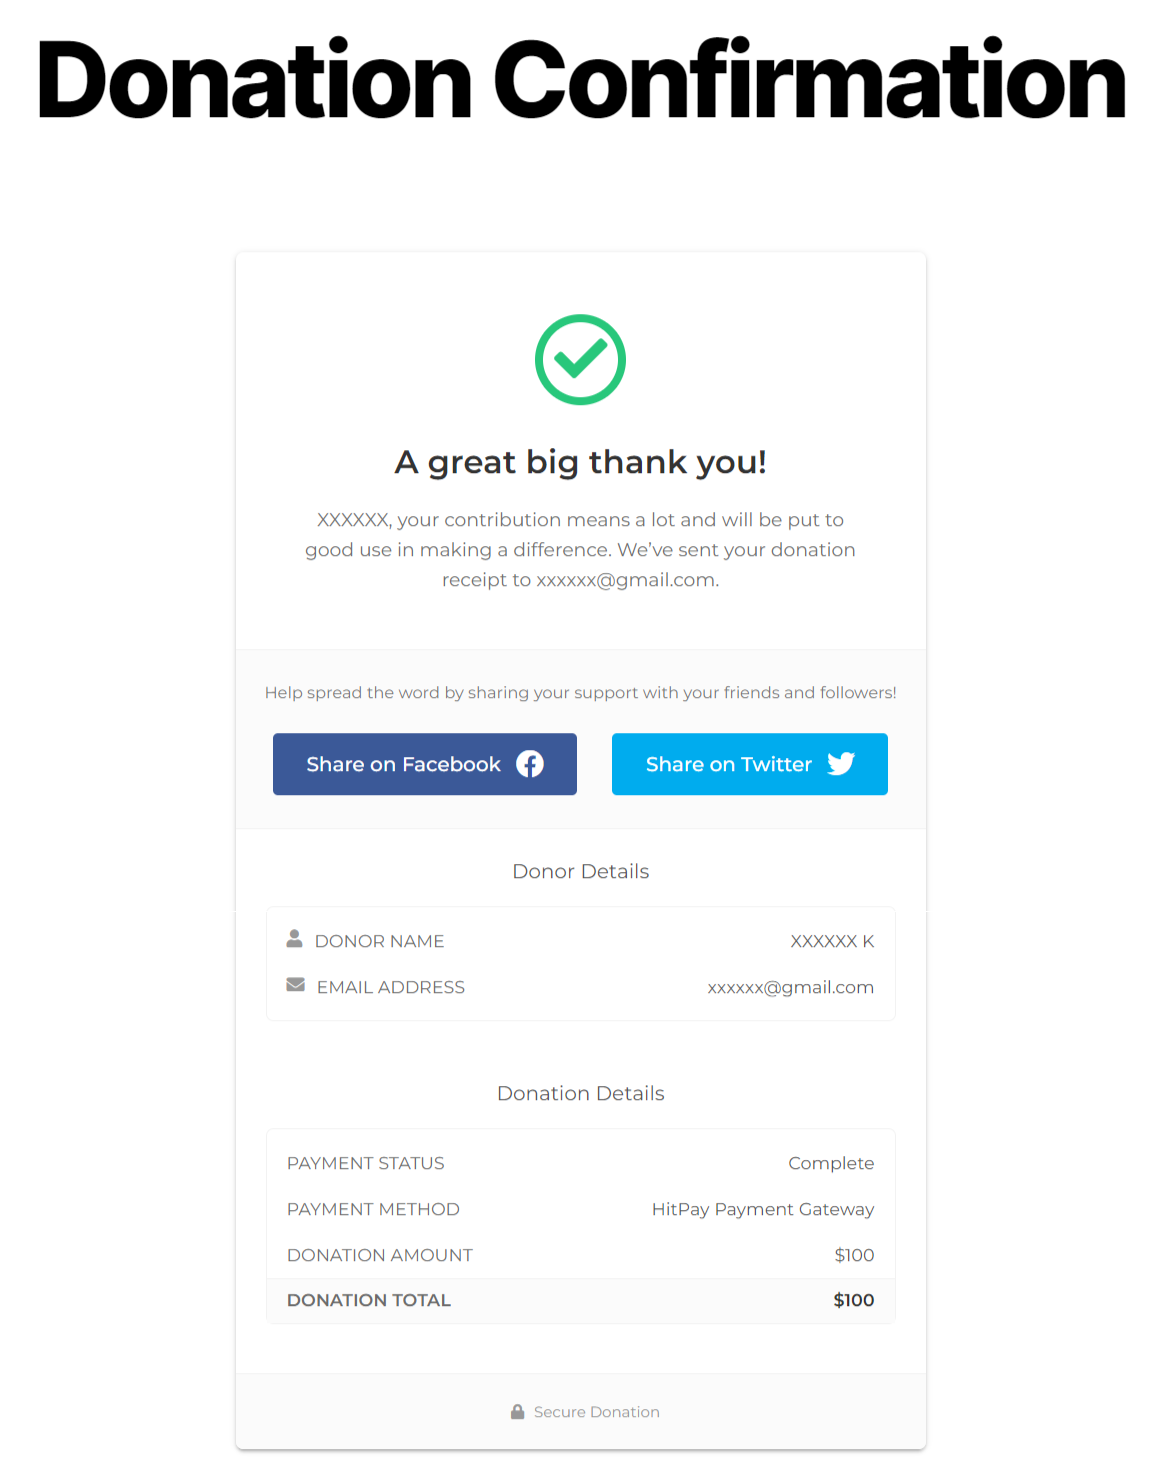 Donation Confirmation
A great big thank you!
XXXXXX, your contribution means a lot and will be put to
good use in making a difference. We’ve sent your donation
receipt to xxxxxx@gmail.com.
Help spread the word by sharing your support with your friends and followers!
Share on Facebook
Share on Twitter
Donor Details
DONOR NAME XXXXXX K
EMAIL ADDRESS xxxxxx@gmail.com
Donation Details
PAYMENT STATUS Complete
PAYMENT METHOD HitPay Payment Gateway
DONATION AMOUNT $100
DONATION TOTAL $100
Secure Donation